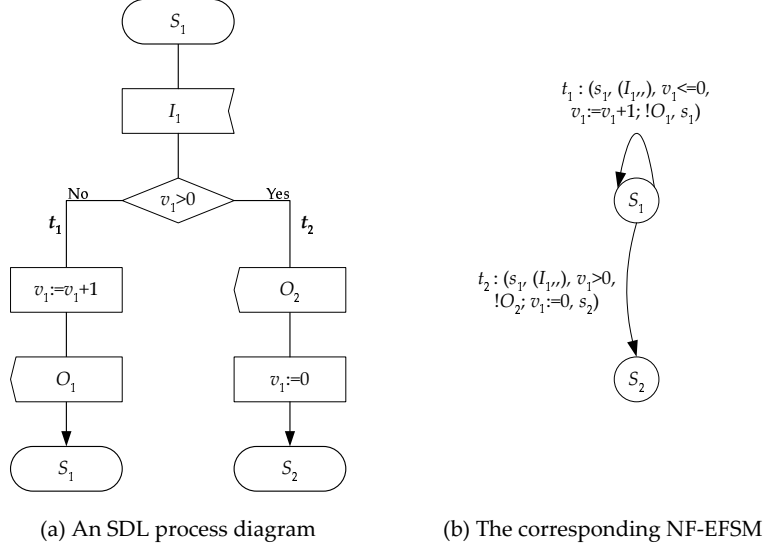 S₁
I₁
v₁>0
No
Yes
t₁
t₂
v₁:=v₁+1
O₂
O₁
v₁:=0
S₁
S₂
(a) An SDL process diagram
t₁ : (s₁, (I₁,,), v₁<=0,
v₁:=v₁+1; !O₁, s₁)
S₁
t₂ : (s₁, (I₁,,), v₁>0,
!O₂; v₁:=0, s₂)
S₂
(b) The corresponding NF-EFSM